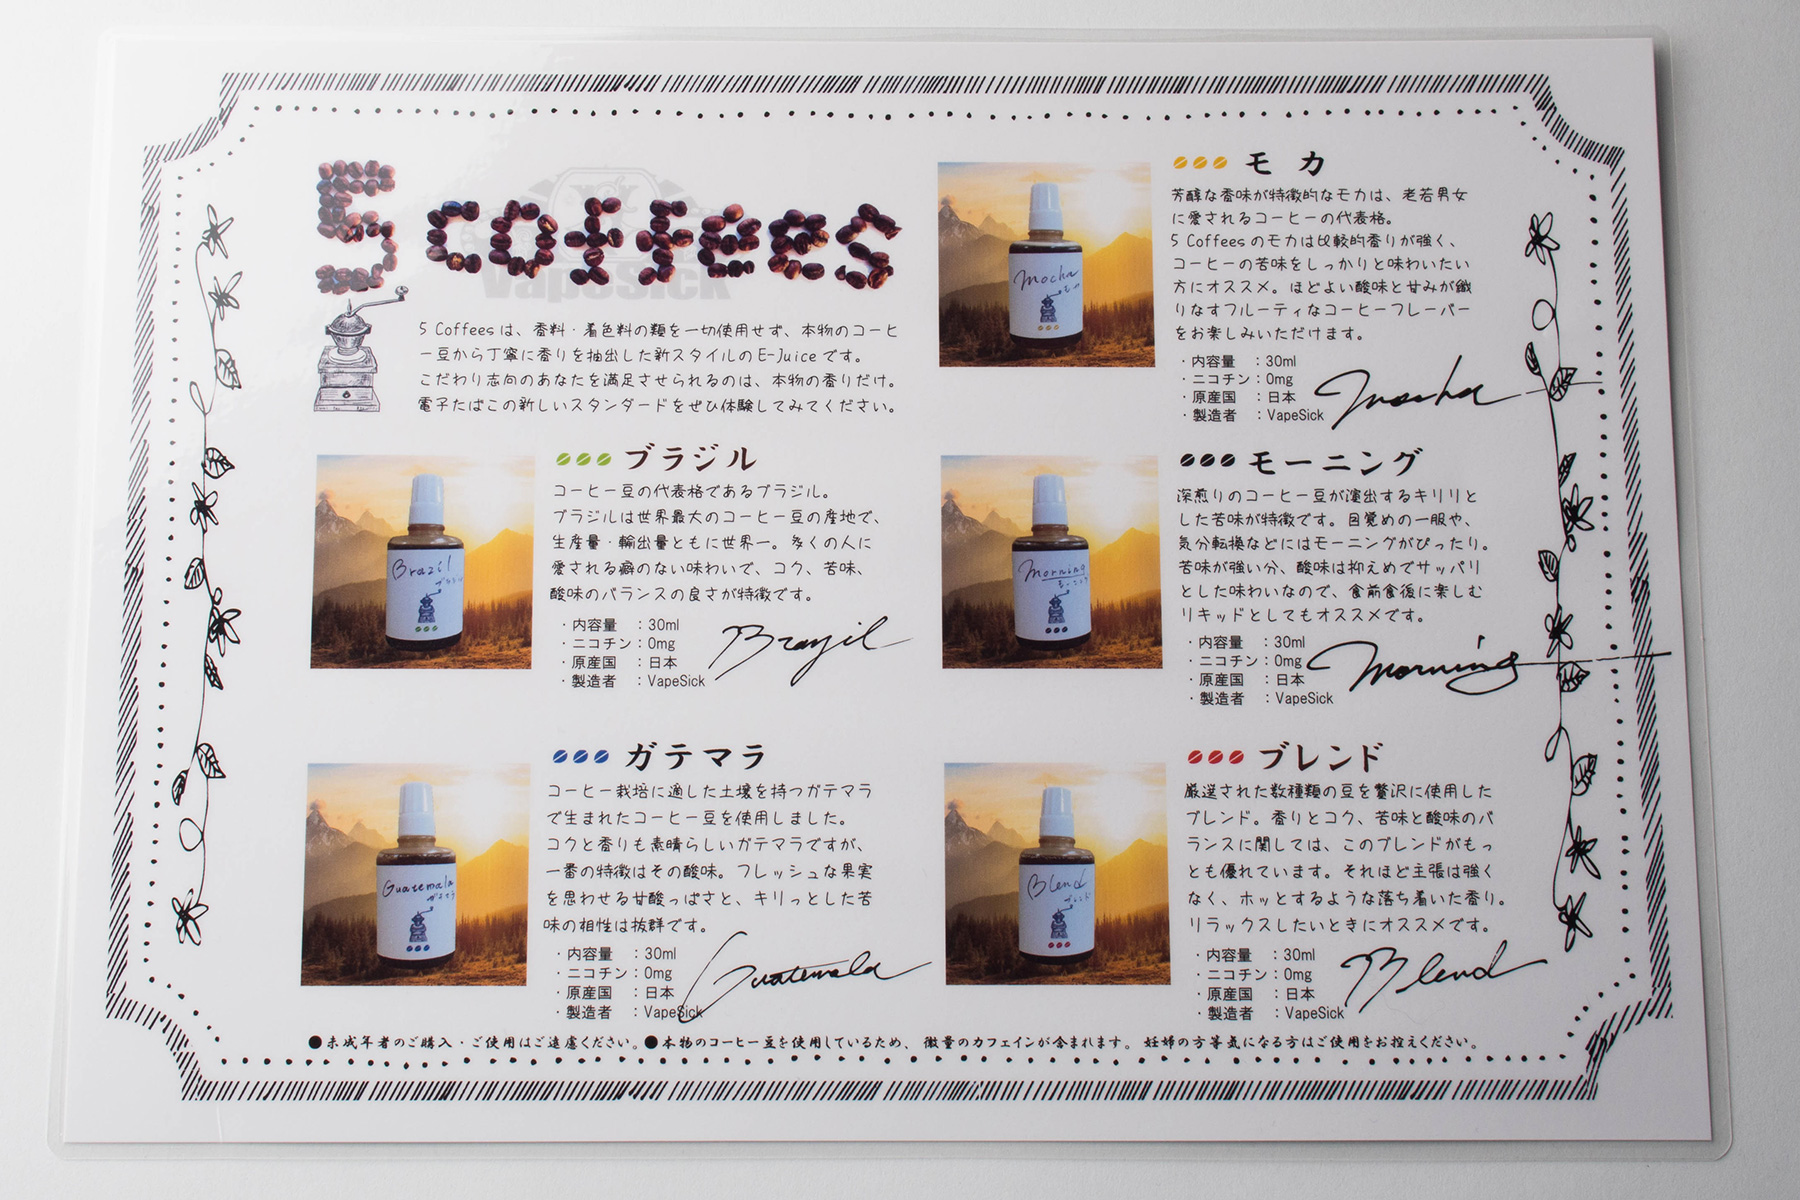 5 coffees
VapeSick
5 Coffees は、香料・着色料の類を一切使用せず、本物のコーヒ
ー豆から丁寧に香りを抽出した新スタイルのE-Juiceです。
こだわり志向のあなたを満足させられるのは、本物の香りだけ。
電子たばこの新しいスタンダードをぜひ体験してみてください。
モカ
芳醇な香味が特徴的なモカは、老若男女
に愛されるコーヒーの代表格。
5 Coffeesのモカは比較的香りが強く、
コーヒーの苦味をしっかりと味わいたい
方にオススメ。ほどよい酸味と甘みが織
りなすフルーティなコーヒーフレーバー
をお楽しみいただけます。
・内容量 ：30ml
・ニコチン：0mg
・原産国 ：日本
・製造者 ：VapeSick
Mocha
Mocha
モカ
ブラジル
コーヒー豆の代表格であるブラジル。
ブラジルは世界最大のコーヒー豆の産地で、
生産量・輸出量ともに世界一。多くの人に
愛される癖のない味わいで、コク、苦味、
酸味のバランスの良さが特徴です。
・内容量 ：30ml
・ニコチン：0mg
・原産国 ：日本
・製造者 ：VapeSick
Brazil
Brazil
ブラジル
モーニング
深煎りのコーヒー豆が演出するキリリと
した苦味が特徴です。目覚めの一服や、
気分転換などにはモーニングがぴったり。
苦味が強い分、酸味は抑えめでサッパリ
とした味わいなので、食前食後に楽しむ
リキッドとしてもオススメです。
・内容量 ：30ml
・ニコチン：0mg
・原産国 ：日本
・製造者 ：VapeSick
Morning
Morning
モーニング
ガテマラ
コーヒー栽培に適した土壌を持つガテマラ
で生まれたコーヒー豆を使用しました。
コクと香りも素晴らしいガテマラですが、
一番の特徴はその酸味。フレッシュな果実
を思わせる甘酸っぱさと、キリっとした苦
味の相性は抜群です。
・内容量 ：30ml
・ニコチン：0mg
・原産国 ：日本
・製造者 ：VapeSick
Guatemala
Guatemala
ガテマラ
ブレンド
厳選された数種類の豆を贅沢に使用した
ブレンド。香りとコク、苦味と酸味のバ
ランスに関しては、このブレンドがもっ
とも優れています。それほど主張は強く
なく、ホッとするような落ち着いた香り。
リラックスしたいときにオススメです。
・内容量 ：30ml
・ニコチン：0mg
・原産国 ：日本
・製造者 ：VapeSick
Blend
Blend
ブレンド
●未成年者のご購入・ご使用はご遠慮ください。●本物のコーヒー豆を使用しているため、微量のカフェインが含まれます。妊婦の方等気になる方はご使用をお控えください。